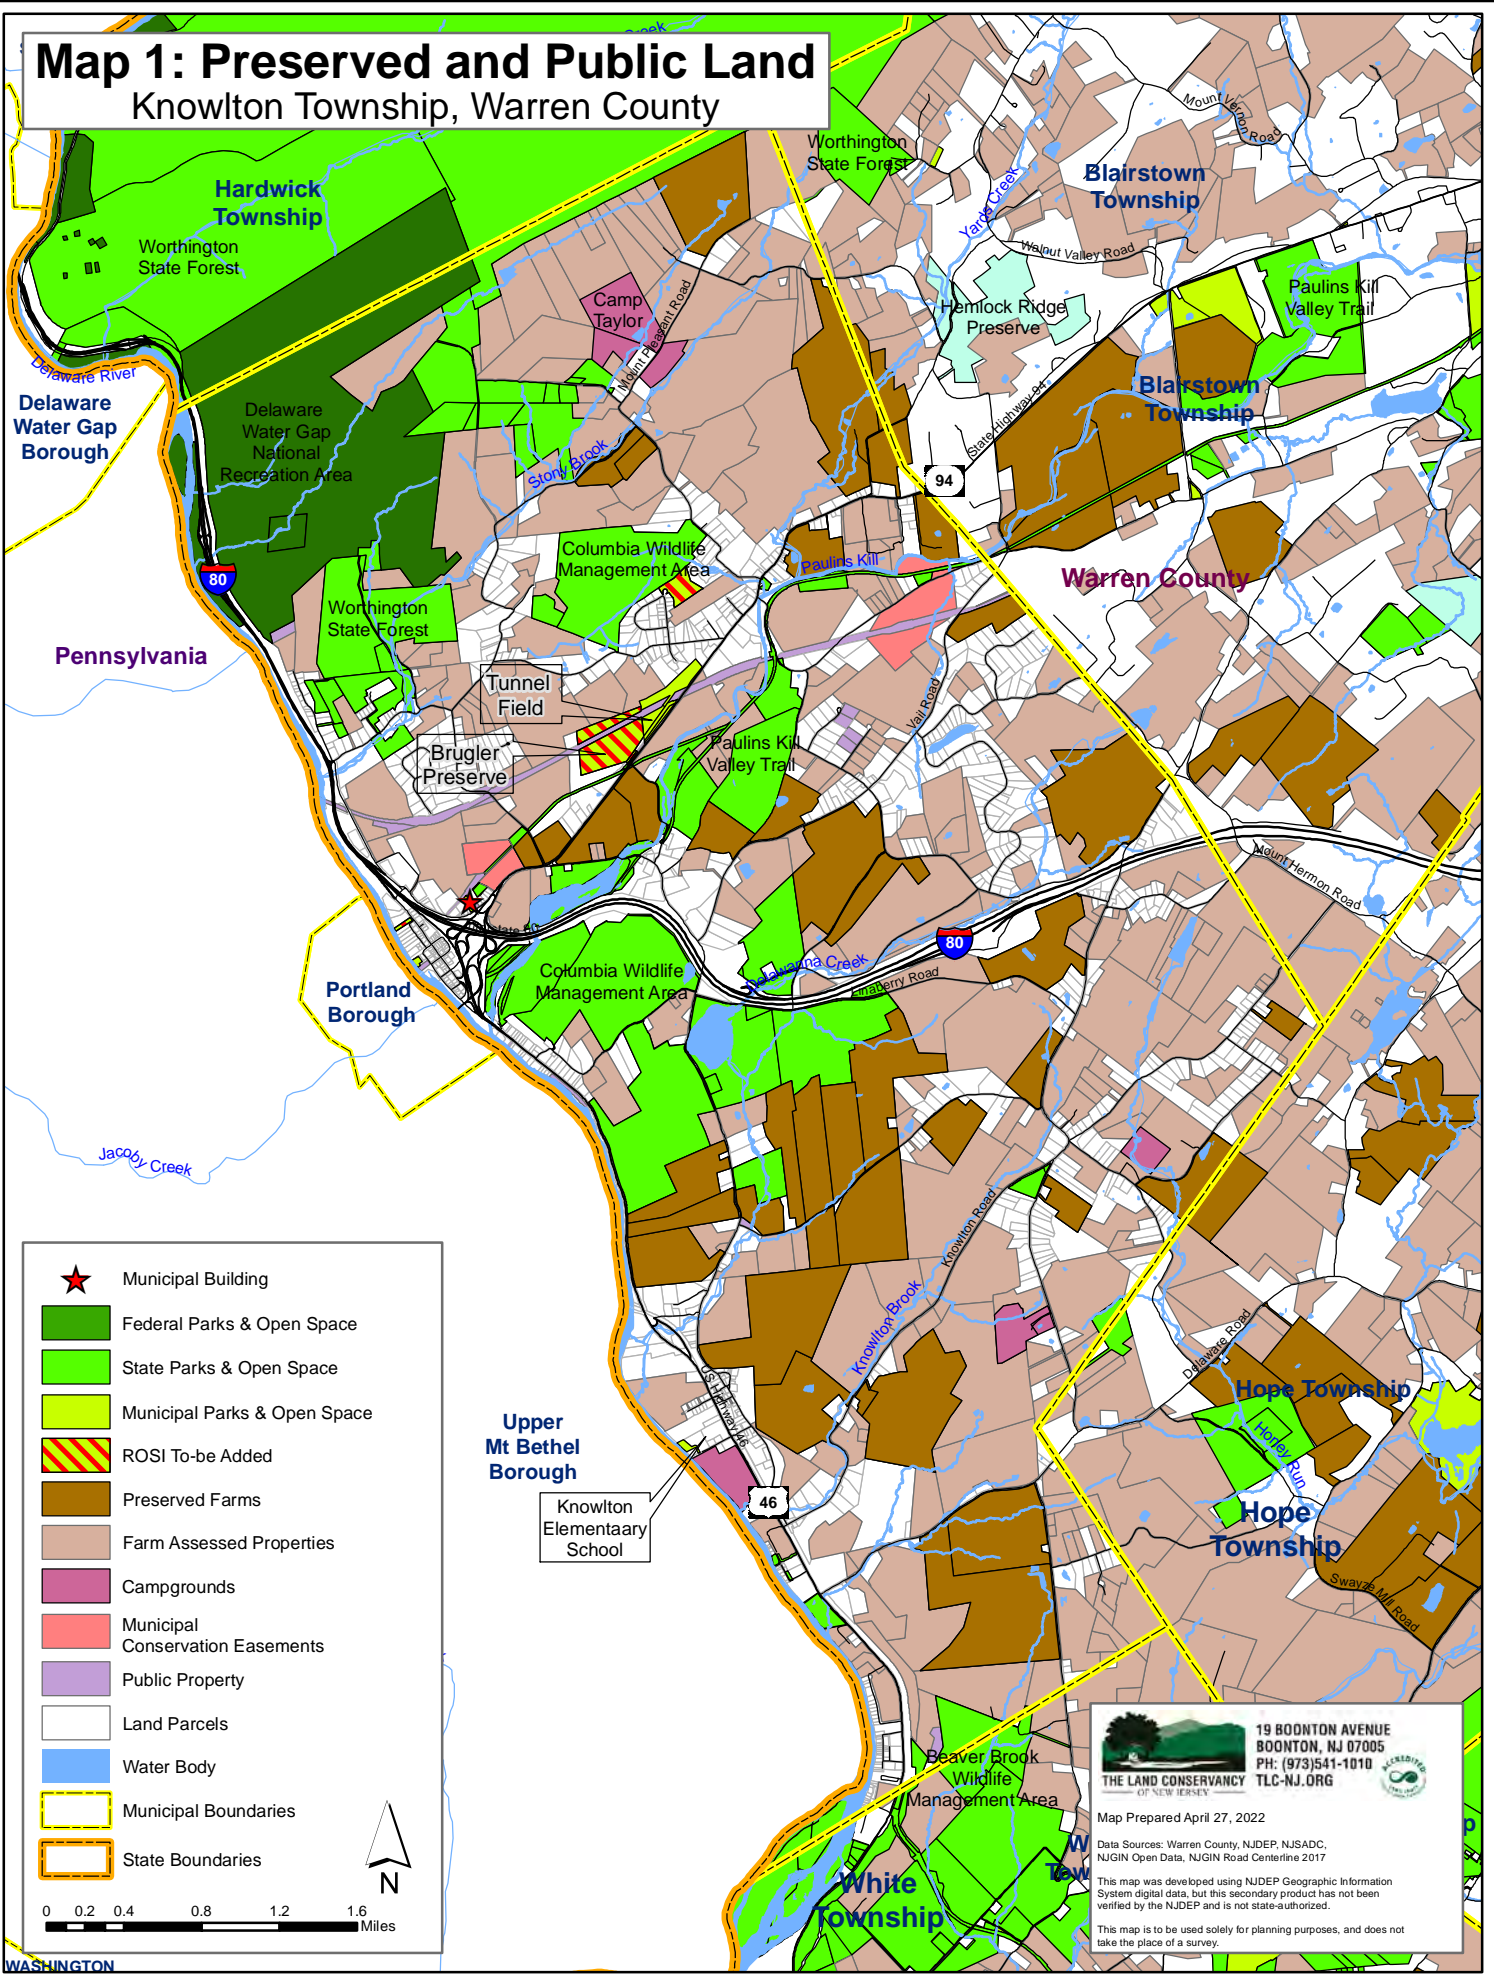 Map 1: Preserved and Public Land
Knowlton Township, Warren County
Creek
Worthington
State Forest
Mount Vernon Road
Blairstown
Township
Yards Creek
Walnut Valley Road
Hardwick
Township
Worthington
State Forest
Camp
Taylor
Mount Pleasant Road
Hemlock Ridge
Preserve
Paulins Kill
Valley Trail
Delaware River
Delaware
Water Gap
Borough
Delaware
Water Gap
National
Recreation Area
Blairstown
Township
State Highway 94
94
Stony Brook
80
Columbia Wildlife
Management Area
Paulins Kill
Warren County
Worthington
State Forest
Pennsylvania
Tunnel
Field
Vail Road
Brugler
Preserve
Paulins Kill
Valley Trail
Mount Hermon Road
80
Columbia Wildlife
Management Area
Delawanna Creek
Linaberry Road
Portland
Borough
Jacoby Creek
Knowlton Road
Knowlton Brook
Delaware Road
Hope Township
Honey Run
US Highway 46
Upper
Mt Bethel
Borough
46
Knowlton
Elementaary
School
Hope
Township
Swayze Mill Road
Municipal Building
Federal Parks & Open Space
State Parks & Open Space
Municipal Parks & Open Space
ROSI To-be Added
Preserved Farms
Farm Assessed Properties
Campgrounds
Municipal
Conservation Easements
Public Property
Land Parcels
Water Body
Municipal Boundaries
State Boundaries
N
0 0.2 0.4 0.8 1.2 1.6
Miles
WASHINGTON
Beaver Brook
Wildlife
Management Area
White
Township
W
Tow
p
THE LAND CONSERVANCY
OF NEW JERSEY
19 BOONTON AVENUE
BOONTON, NJ 07005
PH: (973)541-1010
TLC-NJ.ORG
ACCREDITED
Map Prepared April 27, 2022
Data Sources: Warren County, NJDEP, NJSADC,
NJGIN Open Data, NJGIN Road Centerline 2017
This map was developed using NJDEP Geographic Information
System digital data, but this secondary product has not been
verified by the NJDEP and is not state-authorized.
This map is to be used solely for planning purposes, and does not
take the place of a survey.